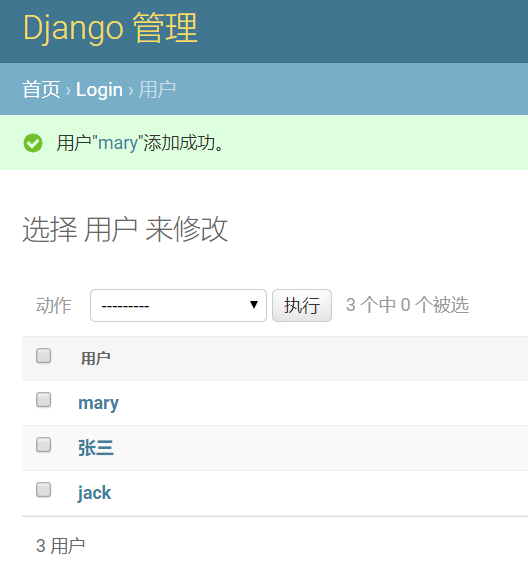 Django 管理
首页 › Login › 用户
用户"mary"添加成功。
选择 用户 来修改
动作 --------- 执行 3 个中 0 个被选
用户
mary
张三
jack
3 用户